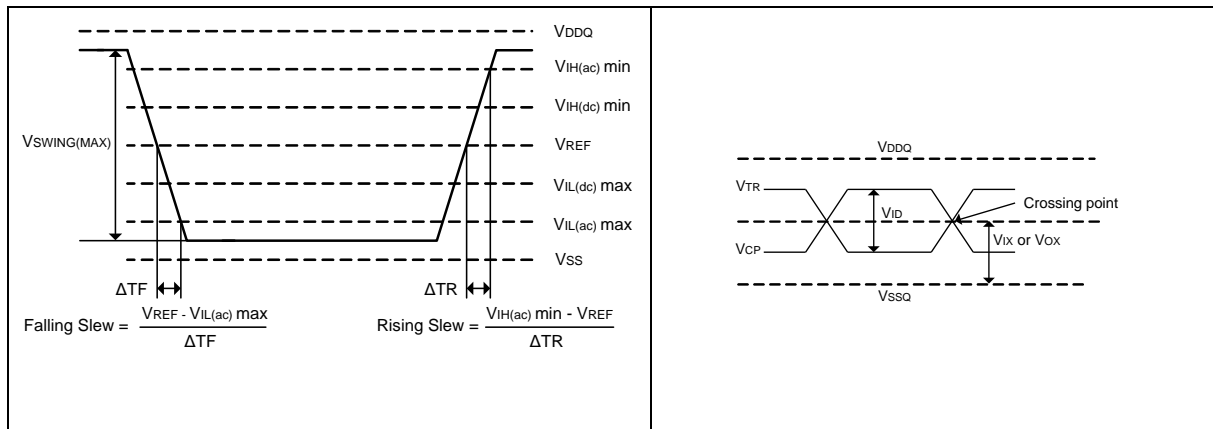 VDDQ
VIH(ac) min
VIH(dc) min
VSWING(MAX)
VREF
VIL(dc) max
VIL(ac) max
VSS
ΔTF
ΔTR
Falling Slew = VREF - VIL(ac) max
ΔTF
Rising Slew = VIH(ac) min - VREF
ΔTR
VDDQ
VTR
VID
Crossing point
VCP
VIX or VOX
VSSQ